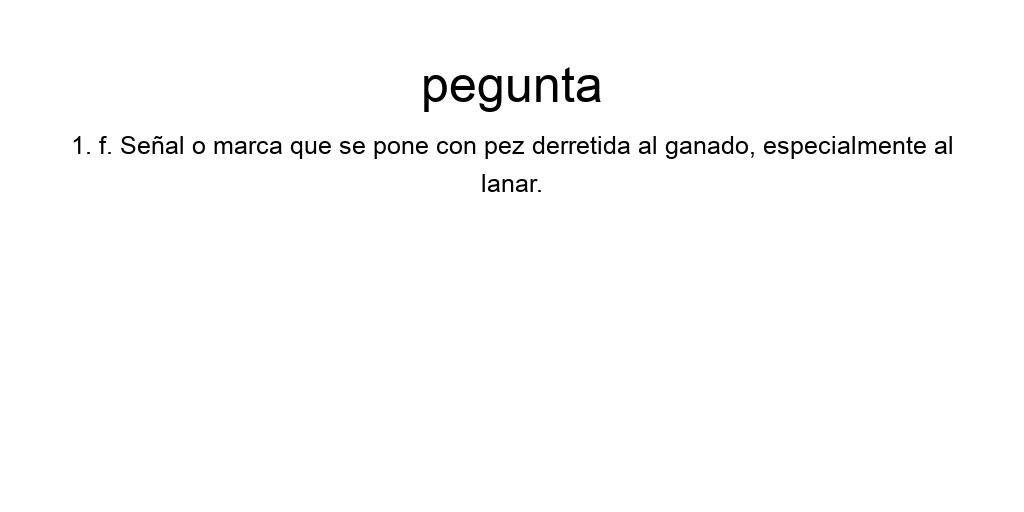 pegunta
1. f. Señal o marca que se pone con pez derretida al ganado, especialmente al
lanar.